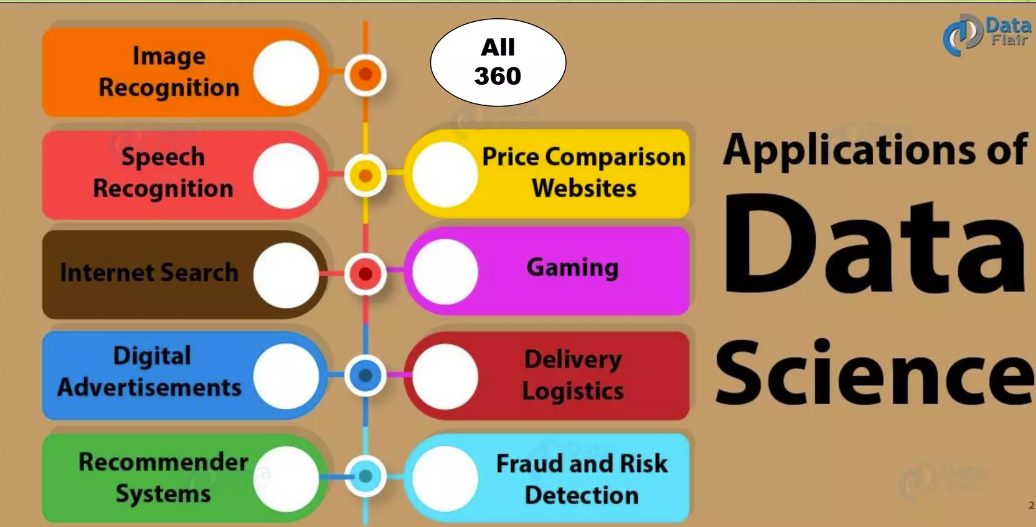 Image
Recognition
All
360
Data
Flair
Speech
Recognition
Price Comparison
Websites
Applications of
Data
Science
Internet Search
Gaming
Digital
Advertisements
Delivery
Logistics
Recommender
Systems
Fraud and Risk
Detection
2